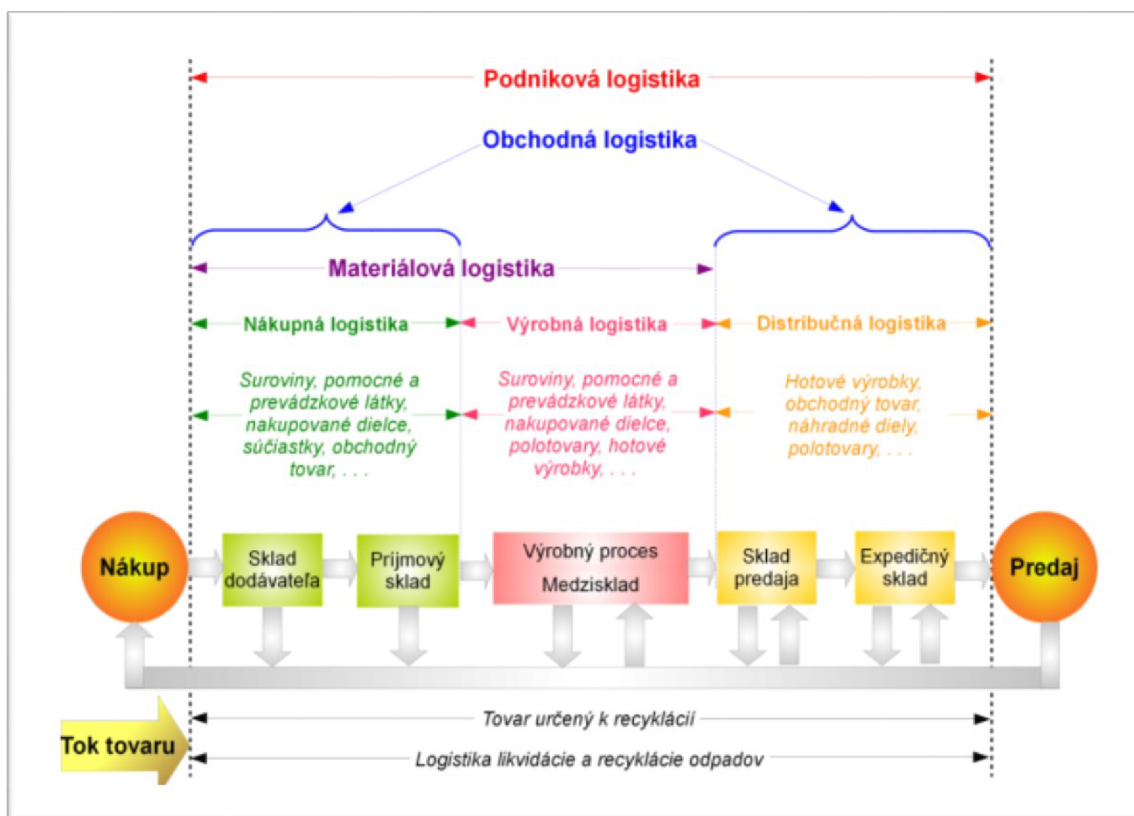 Podniková logistika
Obchodná logistika
Materiálová logistika
Nákupná logistika
Výrobná logistika
Distribučná logistika
Suroviny, pomocné a
prevádzkové látky,
nakupované dielce,
súčiastky, obchodný
tovar, . . .
Suroviny, pomocné a
prevádzkové látky,
nakupované dielce,
polotovary, hotové
výrobky, . . .
Hotové výrobky,
obchodný tovar,
náhradné diely,
polotovary, . . .
Nákup
Sklad
dodávateľa
Príjmový
sklad
Výrobný proces
Medzisklad
Sklad
predaja
Expedičný
sklad
Predaj
Tovar určený k recyklácií
Tok tovaru
Logistika likvidácie a recyklácie odpadov